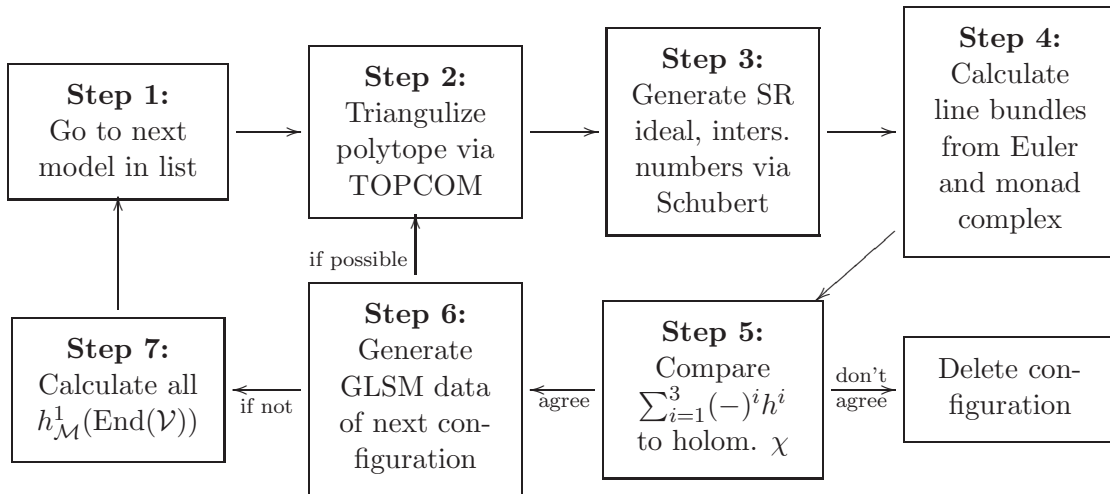 Step 1:
Go to next
model in list
Step 2:
Triangulize
polytope via
TOPCOM
Step 3:
Generate SR
ideal, inters.
numbers via
Schubert
Step 4:
Calculate
line bundles
from Euler
and monad
complex
if possible
Step 7:
Calculate all
h^1_ℳ(End(𝒱))
if not
Step 6:
Generate
GLSM data
of next con-
figuration
agree
Step 5:
Compare
∑^3_{i=1}(−)^i h^i
to holom. χ
don't
agree
Delete con-
figuration